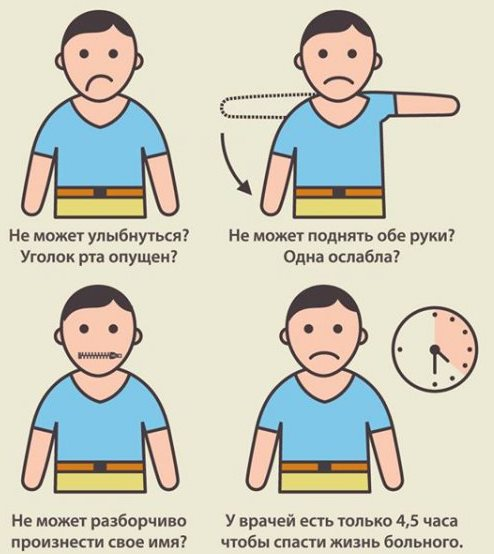 Не может улыбнуться?
Уголок рта опущен?
Не может поднять обе руки?
Одна ослабла?
Не может разборчиво
произнести свое имя?
У врачей есть только 4,5 часа
чтобы спасти жизнь больного.